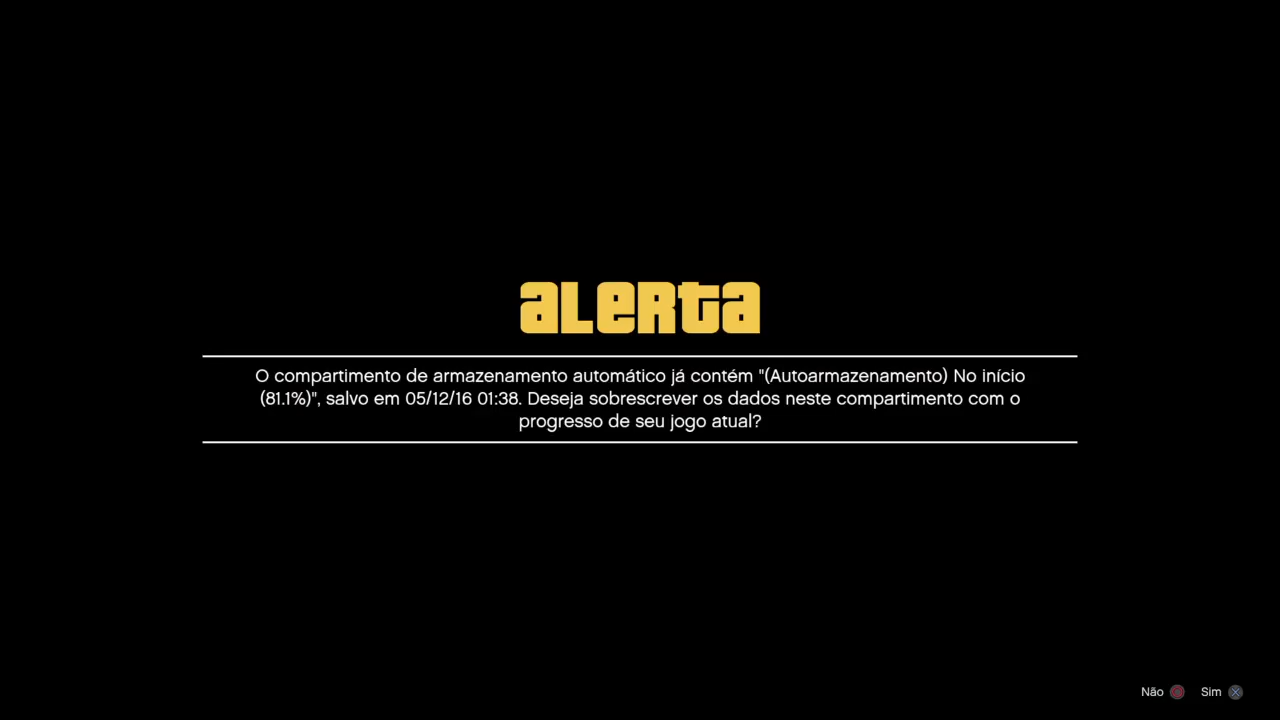 ALERTA
O compartimento de armazenamento automático já contém "(Autoarmazenamento) No início
(81.1%)", salvo em 05/12/16 01:38. Deseja sobrescrever os dados neste compartimento com o
progresso de seu jogo atual?
Não Sim